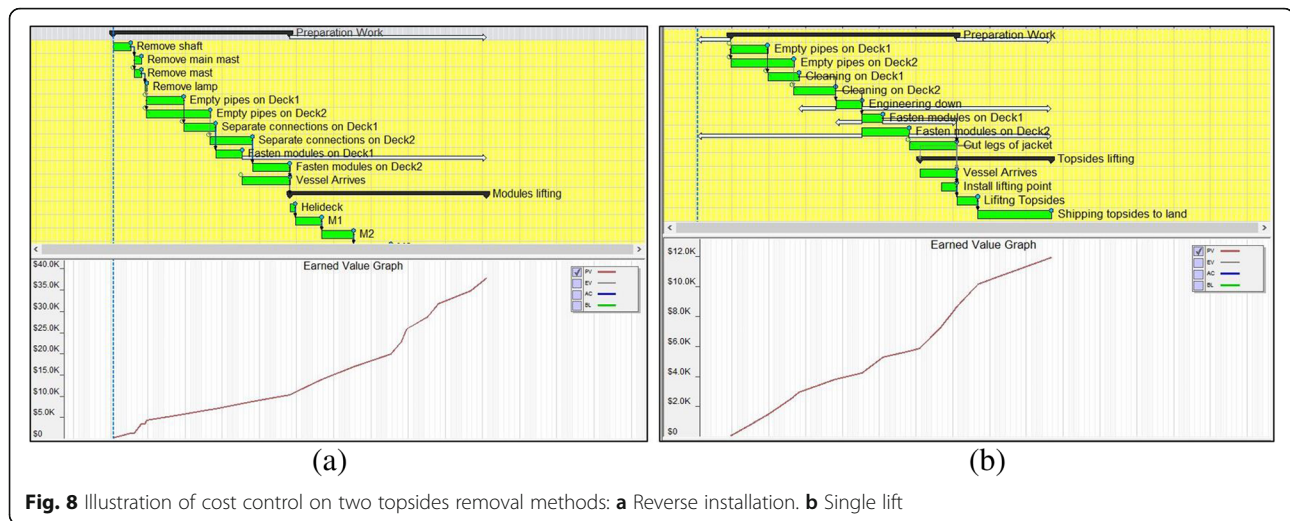 Preparation Work
Remove shaft
Remove main mast
Remove mast
Remove lamp
Empty pipes on Deck1
Empty pipes on Deck2
Separate connections on Deck1
Separate connections on Deck2
Fasten modules on Deck1
Fasten modules on Deck2
Vessel Arrives
Modules lifting
Helideck
M1
M2
Earned Value Graph
$40.0K
$35.0K
$30.0K
$25.0K
$20.0K
$15.0K
$10.0K
$5.0K
$0
PV
EV
AC
BL
(a)
Preparation Work
Empty pipes on Deck1
Empty pipes on Deck2
Cleaning on Deck1
Cleaning on Deck2
Engineering down
Fasten modules on Deck1
Fasten modules on Deck2
Cut legs of jacket
Topsides lifting
Vessel Arrives
Install lifting point
Lifitng Topsides
Shipping topsides to land
Earned Value Graph
$12.0K
$10.0K
$8.0K
$6.0K
$4.0K
$2.0K
$0
PV
EV
AC
BL
(b)
Fig. 8 Illustration of cost control on two topsides removal methods: a Reverse installation. b Single lift